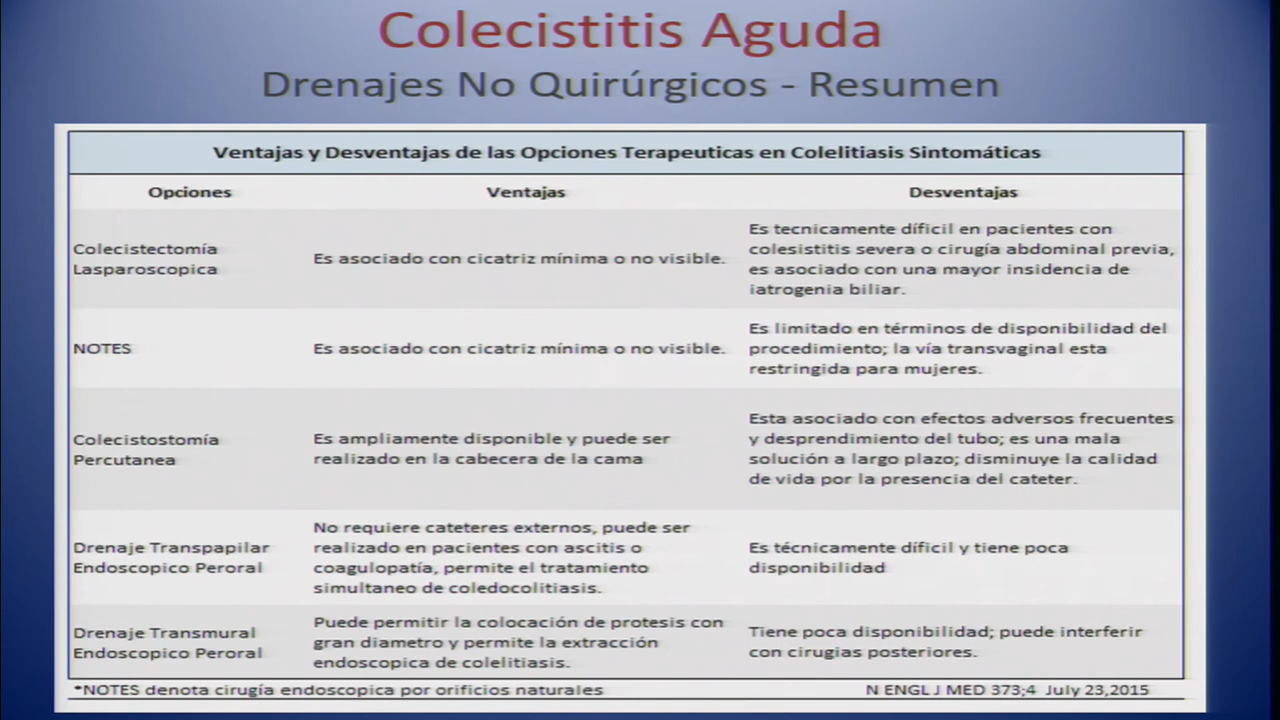 Colecistitis Aguda
Drenajes No Quirúrgicos - Resumen
Ventajas y Desventajas de las Opciones Terapeuticas en Colelitiasis Sintomáticas
Opciones Ventajas Desventajas
Colecistectomía
Lasparoscopica
Es asociado con cicatriz mínima o no visible.
Es tecnicamente díficil en pacientes con
colesistitis severa o cirugía abdominal previa,
es asociado con una mayor insidencia de
iatrogenia biliar.
NOTES
Es asociado con cicatriz mínima o no visible.
Es limitado en términos de disponibilidad del
procedimiento; la vía transvaginal esta
restringida para mujeres.
Colecistostomía
Percutanea
Es ampliamente disponible y puede ser
realizado en la cabecera de la cama
Esta asociado con efectos adversos frecuentes
y desprendimiento del tubo; es una mala
solución a largo plazo; disminuye la calidad
de vida por la presencia del cateter.
Drenaje Transpapilar
Endoscopico Peroral
No requiere cateteres externos, puede ser
realizado en pacientes con ascitis o
coagulopatía, permite el tratamiento
simultaneo de coledocolitiasis.
Es técnicamente díficil y tiene poca
disponibilidad
Drenaje Transmural
Endoscopico Peroral
Puede permitir la colocación de protesis con
gran diametro y permite la extracción
endoscopica de colelitiasis.
Tiene poca disponibilidad; puede interferir
con cirugias posteriores.
*NOTES denota cirugía endoscopica por orificios naturales
N ENGL J MED 373;4 July 23,2015